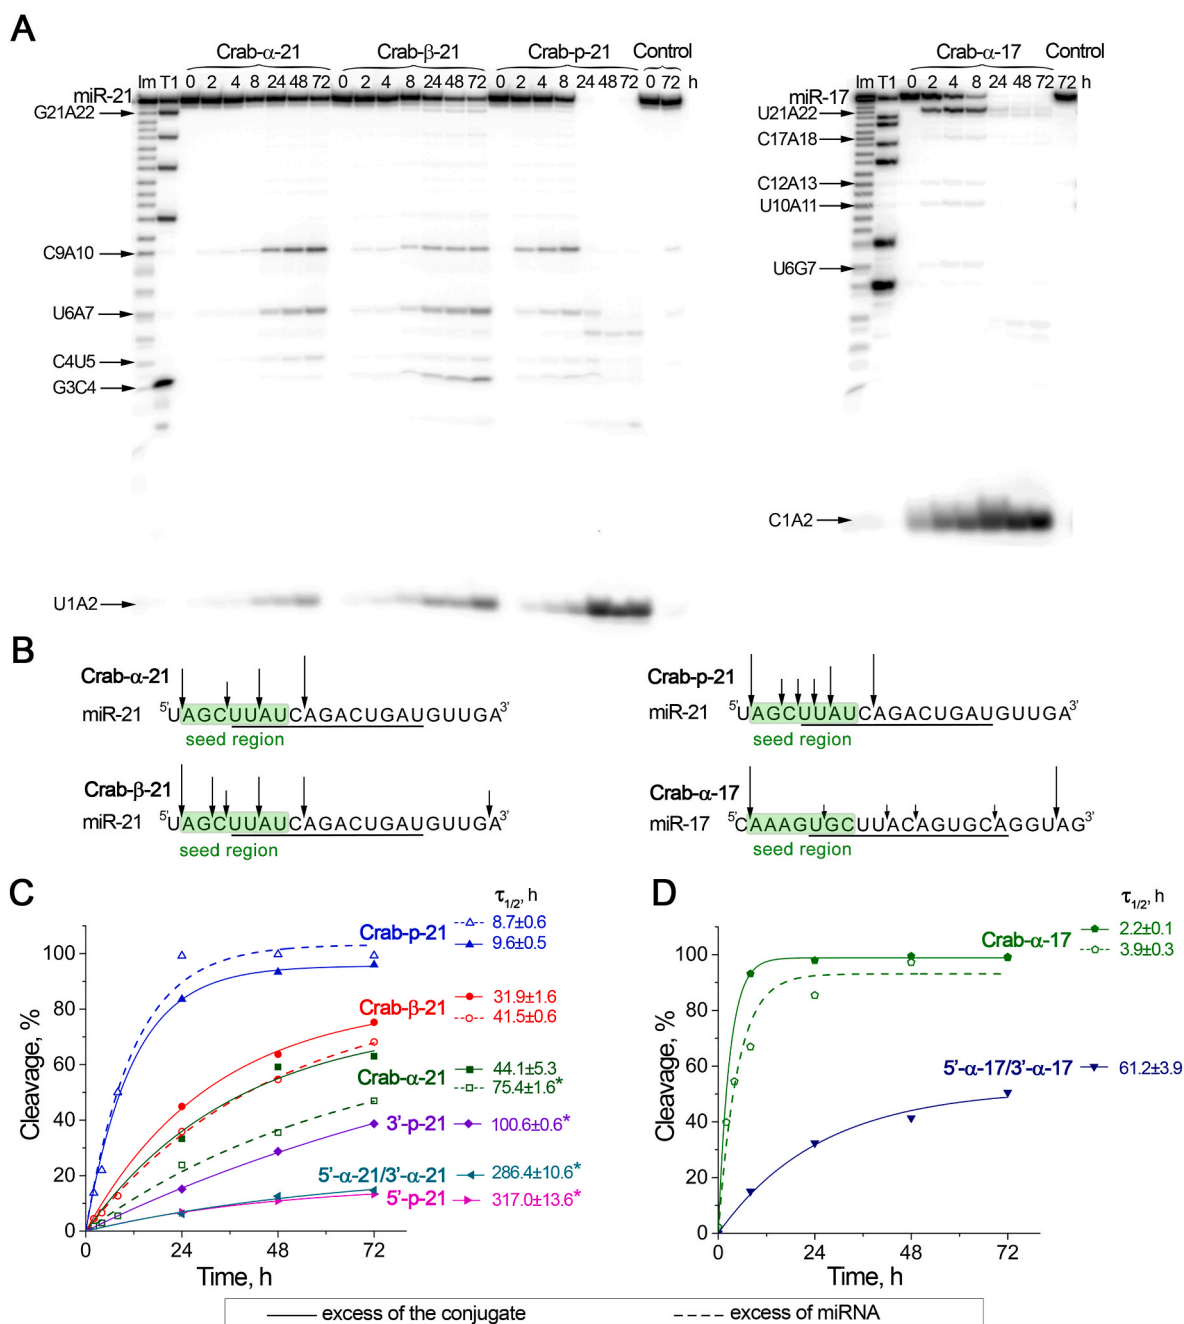 A
Crab-α-21 Crab-β-21 Crab-p-21 Control
Im T1 0 2 4 8 24 48 72 0 2 4 8 24 48 72 0 2 4 8 24 48 72 0 72 h
miR-21
G21A22
C9A10
U6A7
C4U5
G3C4
U1A2
Crab-α-17 Control
Im T1 0 2 4 8 24 48 72 72 h
miR-17
U21A22
C17A18
C12A13
U10A11
U6G7
C1A2
B
Crab-α-21
miR-21 5'UAGCUUAUCAGACUGAUGUUGA3'
seed region
Crab-p-21
miR-21 5'UAGCUUAUCAGACUGAUGUUGA3'
seed region
Crab-β-21
miR-21 5'UAGCUUAUCAGACUGAUGUUGA3'
seed region
Crab-α-17
miR-17 5'CAAAGUGCUUACAGUGCAGGUAG3'
seed region
C
τ1/2, h
Crab-p-21 8.7±0.6
9.6±0.5
Crab-β-21 31.9±1.6
41.5±0.6
Crab-α-21 44.1±5.3
75.4±1.6*
3'-p-21 100.6±0.6*
5'-α-21/3'-α-21 286.4±10.6*
5'-p-21 317.0±13.6*
Cleavage, %
100
80
60
40
20
0
0 24 48 72
Time, h
D
τ1/2, h
Crab-α-17 2.2±0.1
3.9±0.3
5'-α-17/3'-α-17 61.2±3.9
Cleavage, %
100
80
60
40
20
0
0 24 48 72
Time, h
excess of the conjugate excess of miRNA